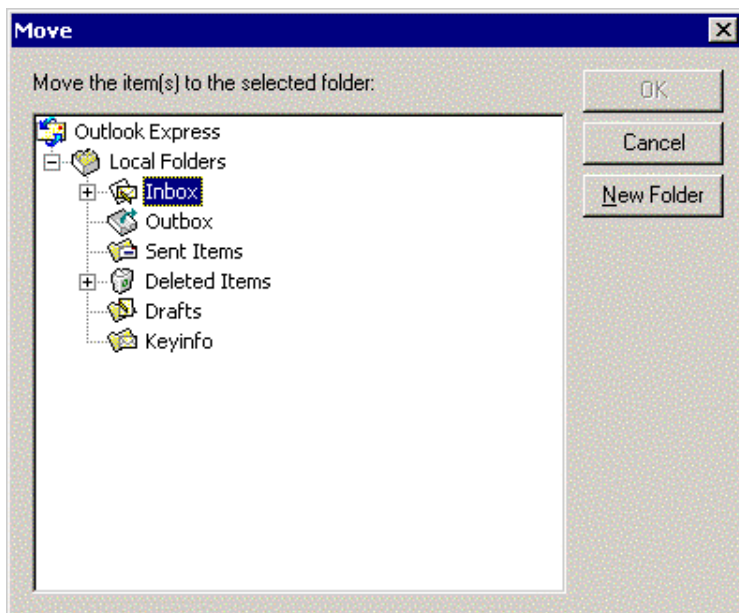 Move
Move the item(s) to the selected folder:
OK
Outlook Express
Cancel
Local Folders
Inbox
New Folder
Outbox
Sent Items
Deleted Items
Drafts
Keyinfo